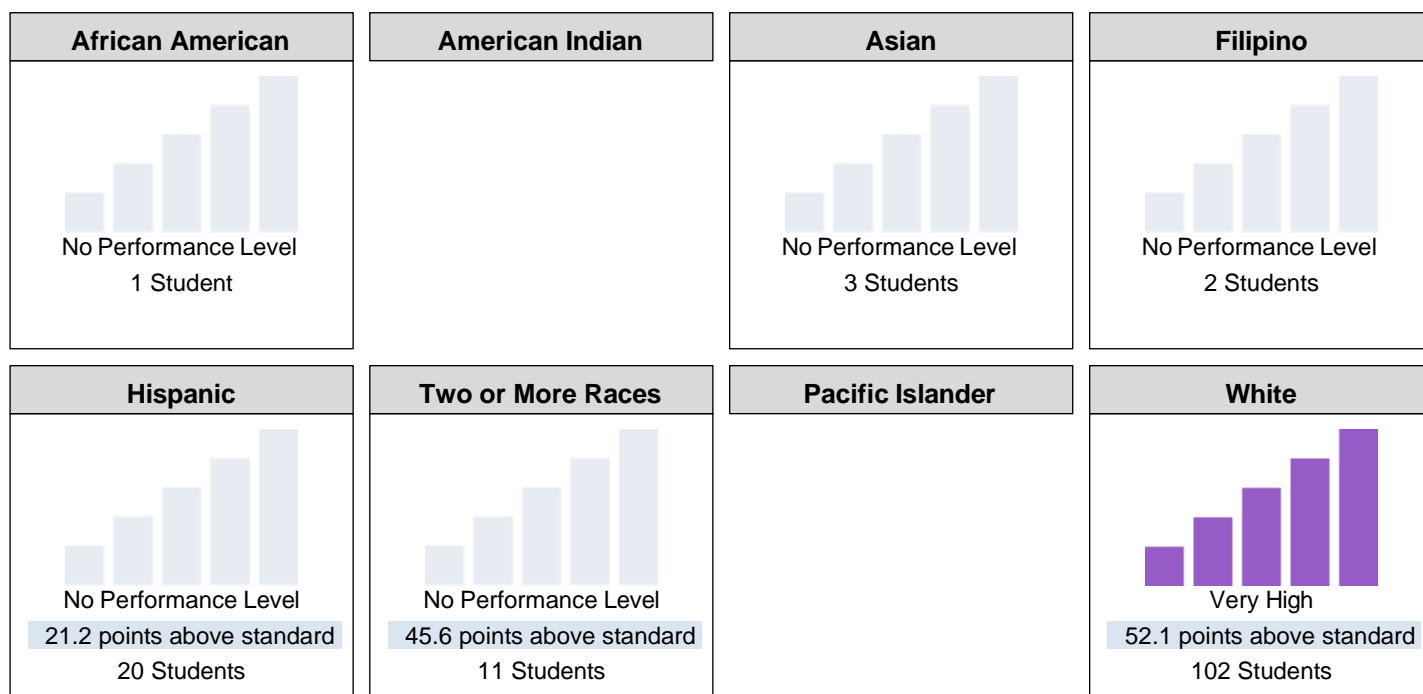 African American
American Indian
Asian
Filipino
No Performance Level
1 Student
No Performance Level
3 Students
No Performance Level
2 Students
Hispanic
Two or More Races
Pacific Islander
White
No Performance Level
21.2 points above standard
20 Students
No Performance Level
45.6 points above standard
11 Students
Very High
52.1 points above standard
102 Students